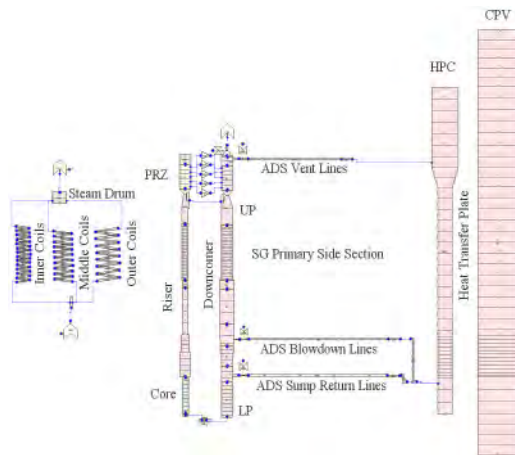 CPV
HPC
ADS Vent Lines
PRZ
Steam Drum
UP
Inner Coils
Middle Coils
Outer Coils
Riser
Downcomer
SG Primary Side Section
Heat Transfer Plate
ADS Blowdown Lines
ADS Sump Return Lines
Core
LP